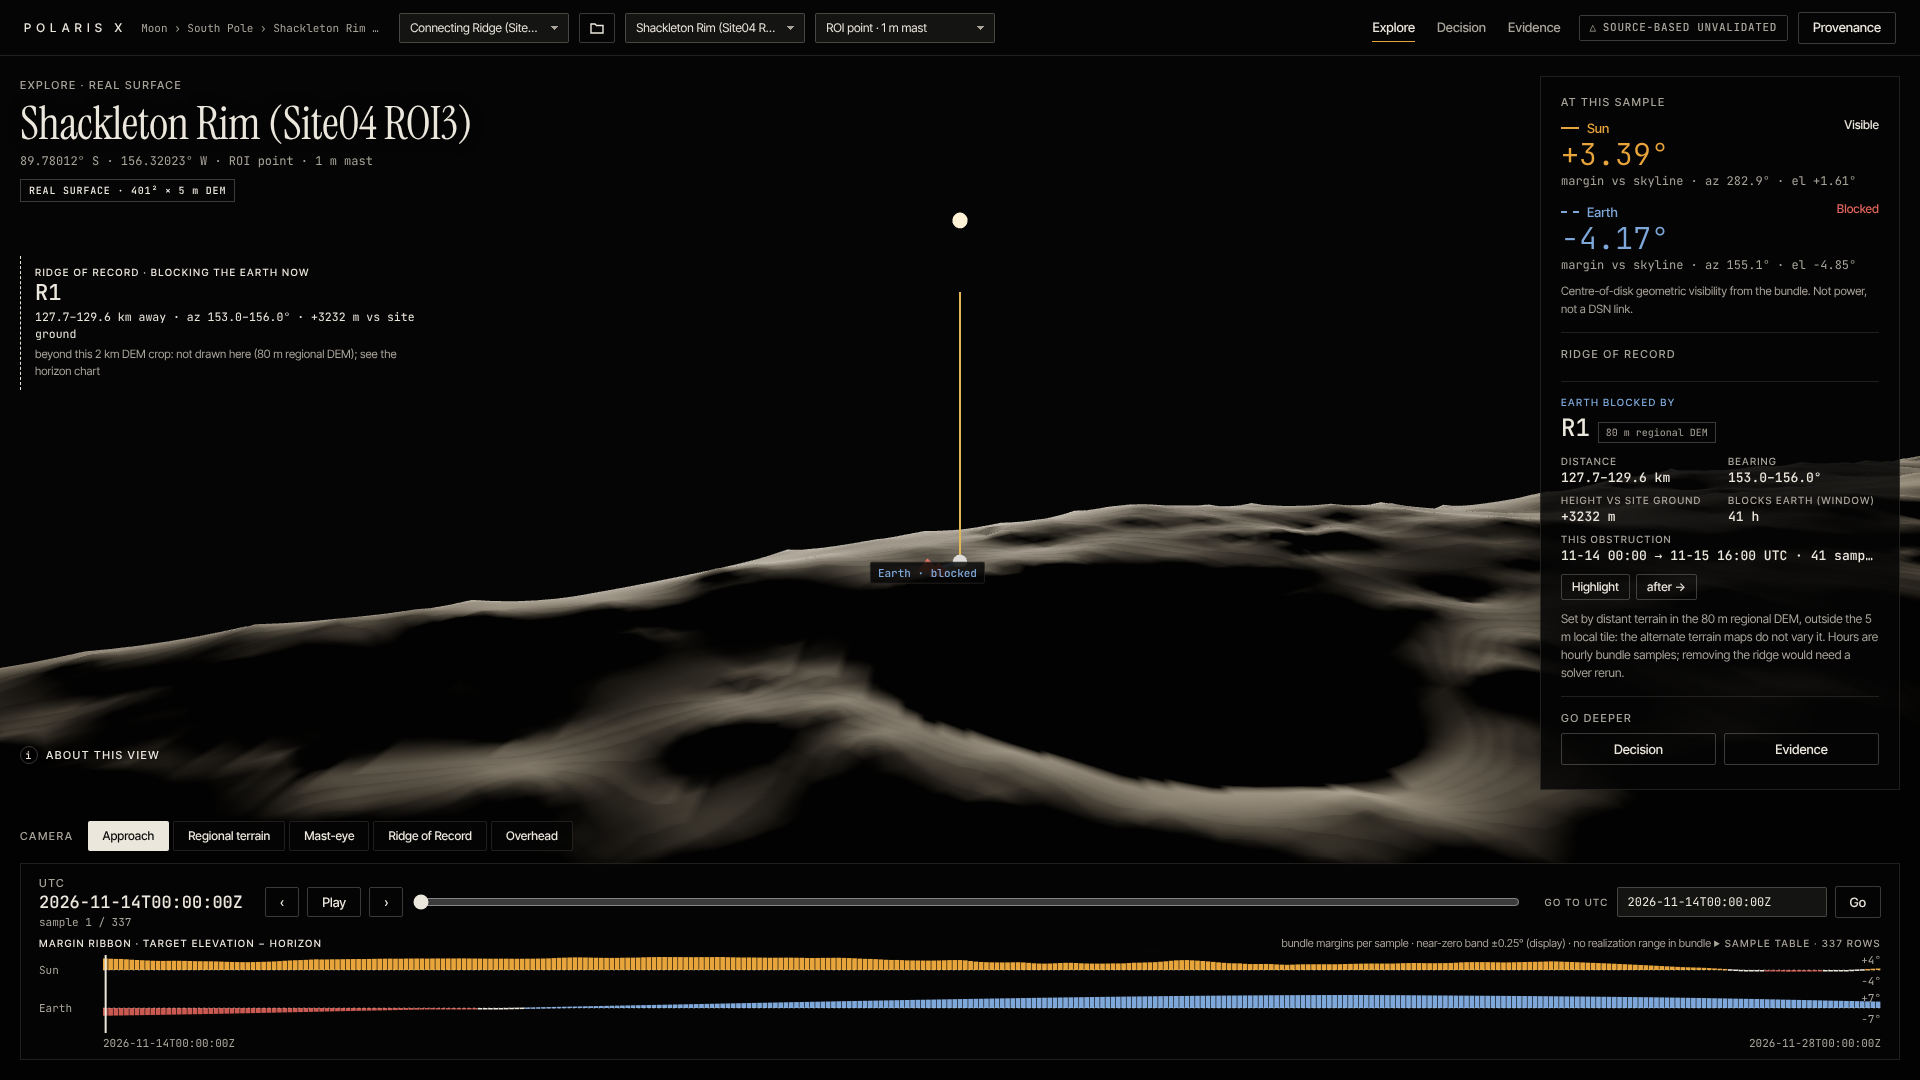 POLARIS X
Moon › South Pole › Shackleton Rim …
Connecting Ridge (Site...
Shackleton Rim (Site04 R...
ROI point · 1 m mast
Explore
Decision
Evidence
△ SOURCE-BASED UNVALIDATED
Provenance
EXPLORE · REAL SURFACE
Shackleton Rim (Site04 ROI3)
89.78012° S · 156.32023° W · ROI point · 1 m mast
REAL SURFACE · 401² × 5 m DEM
RIDGE OF RECORD · BLOCKING THE EARTH NOW
R1
127.7–129.6 km away · az 153.0–156.0° · +3232 m vs site
ground
beyond this 2 km DEM crop: not drawn here (80 m regional DEM); see the
horizon chart
Earth · blocked
AT THIS SAMPLE
Sun
Visible
+3.39°
margin vs skyline · az 282.9° · el +1.61°
Earth
Blocked
-4.17°
margin vs skyline · az 155.1° · el -4.85°
Centre-of-disk geometric visibility from the bundle. Not power,
not a DSN link.
RIDGE OF RECORD
EARTH BLOCKED BY
R1
80 m regional DEM
DISTANCE
BEARING
127.7–129.6 km
153.0–156.0°
HEIGHT VS SITE GROUND
BLOCKS EARTH (WINDOW)
+3232 m
41 h
THIS OBSTRUCTION
11-14 00:00 → 11-15 16:00 UTC · 41 samp…
Highlight
after →
Set by distant terrain in the 80 m regional DEM, outside the 5
m local tile: the alternate terrain maps do not vary it. Hours are
hourly bundle samples; removing the ridge would need a
solver rerun.
GO DEEPER
Decision
Evidence
i ABOUT THIS VIEW
CAMERA
Approach
Regional terrain
Mast-eye
Ridge of Record
Overhead
UTC
2026-11-14T00:00:00Z
sample 1 / 337
‹
Play
›
GO TO UTC
2026-11-14T00:00:00Z
Go
MARGIN RIBBON · TARGET ELEVATION − HORIZON
bundle margins per sample · near-zero band ±0.25° (display) · no realization range in bundle
▶ SAMPLE TABLE · 337 ROWS
Sun
+4°
-4°
Earth
+7°
-7°
2026-11-14T00:00:00Z
2026-11-28T00:00:00Z